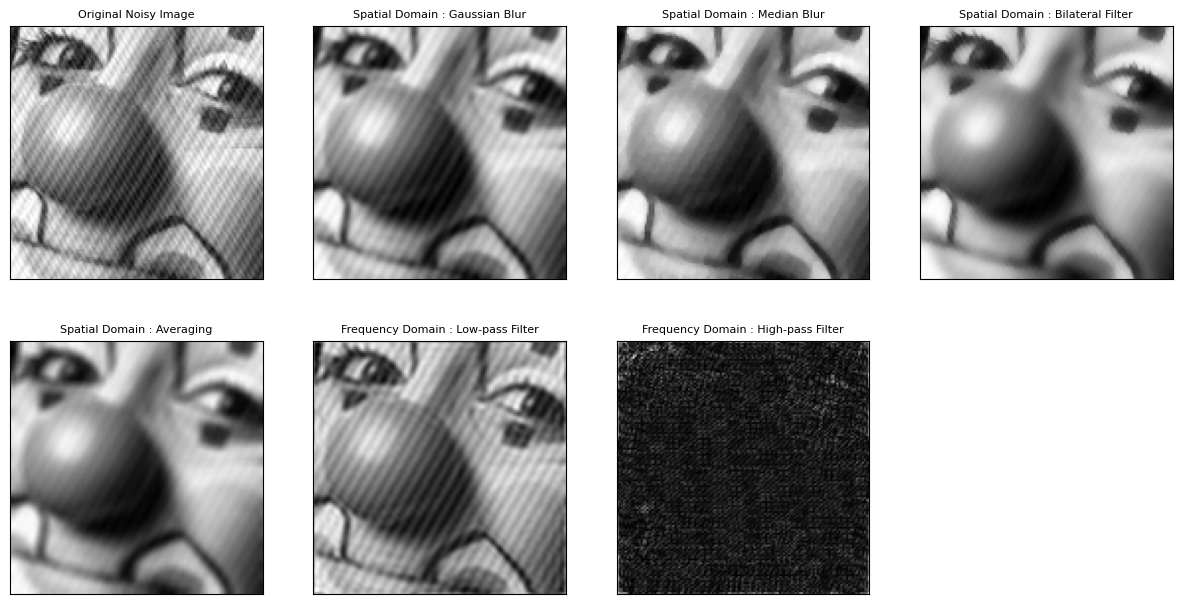 Original Noisy Image
Spatial Domain : Gaussian Blur
Spatial Domain : Median Blur
Spatial Domain : Bilateral Filter
Spatial Domain : Averaging
Frequency Domain : Low-pass Filter
Frequency Domain : High-pass Filter